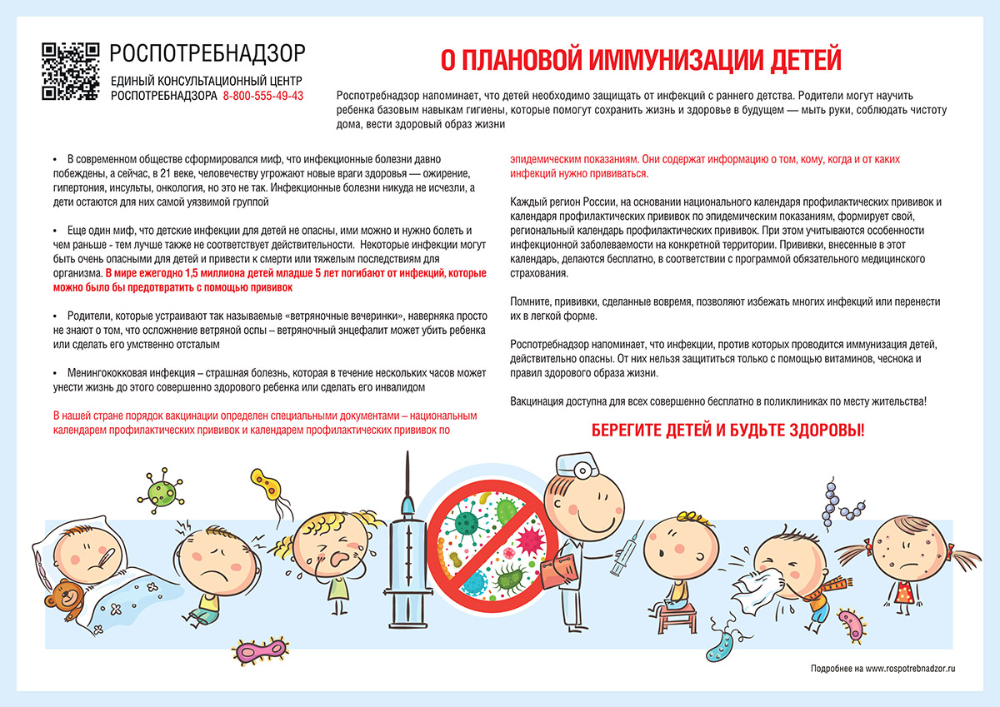 РОСПОТРЕБНАДЗОР
ЕДИНЫЙ КОНСУЛЬТАЦИОННЫЙ ЦЕНТР
РОСПОТРЕБНАДЗОРА 8-800-555-49-43
О ПЛАНОВОЙ ИММУНИЗАЦИИ ДЕТЕЙ
Роспотребнадзор напоминает, что детей необходимо защищать от инфекций с раннего детства. Родители могут научить
ребенка базовым навыкам гигиены, которые помогут сохранить жизнь и здоровье в будущем — мыть руки, соблюдать чистоту
дома, вести здоровый образ жизни
• В современном обществе сформировался миф, что инфекционные болезни давно
побеждены, а сейчас, в 21 веке, человечеству угрожают новые враги здоровья — ожирение,
гипертония, инсульты, онкология, но это не так. Инфекционные болезни никуда не исчезли, а
дети остаются для них самой уязвимой группой
• Еще один миф, что детские инфекции для детей не опасны, ими можно и нужно болеть и
чем раньше - тем лучше также не соответствует действительности. Некоторые инфекции могут
быть очень опасными для детей и привести к смерти или тяжелым последствиям для
организма. В мире ежегодно 1,5 миллиона детей младше 5 лет погибают от инфекций, которые
можно было бы предотвратить с помощью прививок
• Родители, которые устраивают так называемые «ветряночные вечеринки», наверняка просто
не знают о том, что осложнение ветряной оспы – ветряночный энцефалит может убить ребенка
или сделать его умственно отсталым
• Менингококковая инфекция – страшная болезнь, которая в течение нескольких часов может
унести жизнь до этого совершенно здорового ребенка или сделать его инвалидом
В нашей стране порядок вакцинации определен специальными документами – национальным
календарем профилактических прививок и календарем профилактических прививок по
эпидемическим показаниям. Они содержат информацию о том, кому, когда и от каких
инфекций нужно прививаться.
Каждый регион России, на основании национального календаря профилактических прививок и
календаря профилактических прививок по эпидемическим показаниям, формирует свой,
региональный календарь профилактических прививок. При этом учитываются особенности
инфекционной заболеваемости на конкретной территории. Прививки, внесенные в этот
календарь, делаются бесплатно, в соответствии с программой обязательного медицинского
страхования.
Помните, прививки, сделанные вовремя, позволяют избежать многих инфекций или перенести
их в легкой форме.
Роспотребнадзор напоминает, что инфекции, против которых проводится иммунизация детей,
действительно опасны. От них нельзя защититься только с помощью витаминов, чеснока и
правил здорового образа жизни.
Вакцинация доступна для всех совершенно бесплатно в поликлиниках по месту жительства!
БЕРЕГИТЕ ДЕТЕЙ И БУДЬТЕ ЗДОРОВЫ!
Подробнее на www.rospotrebnadzor.ru